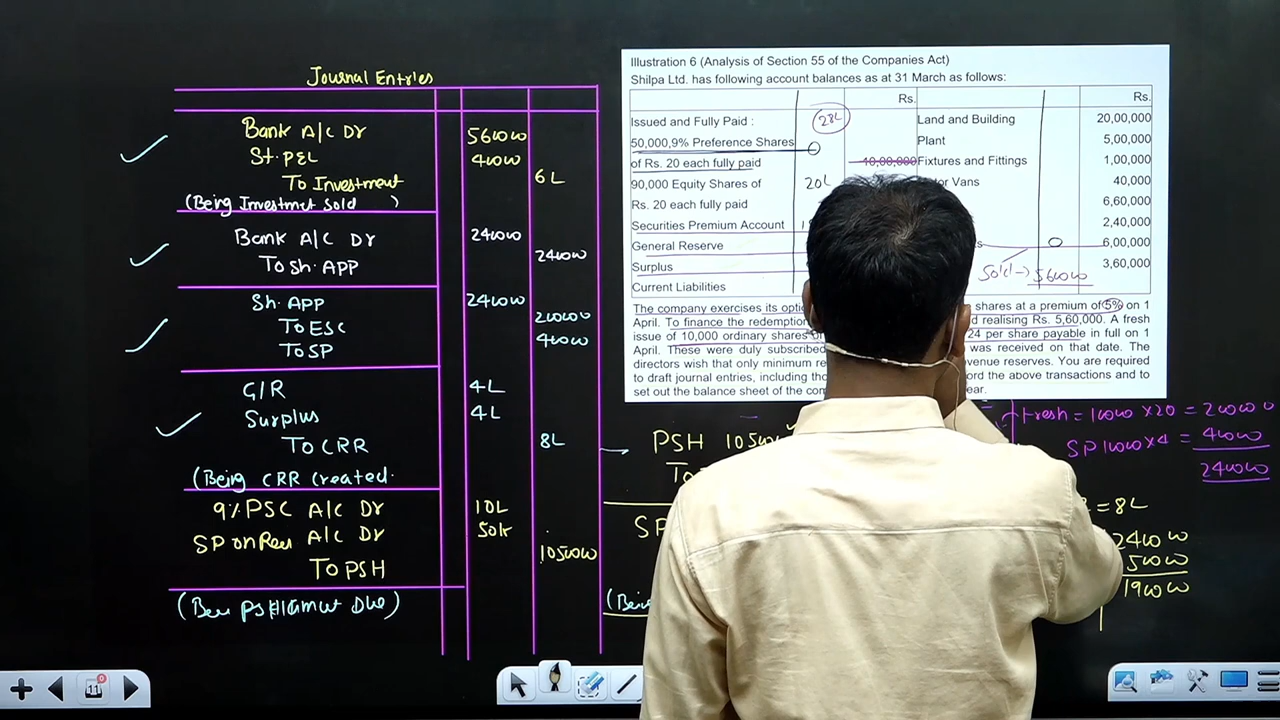 Journal Entries
Bank A/C Dr 560000
St. P&L 40000
To Investment 6L
(Being Investmnt Sold )
Bank A/C Dr 240000
To Sh. APP 240000
Sh. APP 240000
To ESC 200000
To SP 40000
G/R 4L
Surplus 4L
To CRR 8L
(Being CRR Created.
9% PSC A/C Dr 10L
SP on Red A/C Dr 50k
To PSH 1050000
Due)
Illustration 6 (Analysis of Section 55 of the Companies Act)
Shilpa Ltd. has following account balances as at 31 March as follows:
Rs. Rs.
Issued and Fully Paid : 28L Land and Building 20,00,000
50,000,9% Preference Shares Plant 5,00,000
of Rs. 20 each fully paid 10,00,000 Fixtures and Fittings 1,00,000
90,000 Equity Shares of 20L Vans 40,000
Rs. 20 each fully paid 6,60,000
Securities Premium Account 2,40,000
General Reserve 6,00,000
Surplus Sold → 560000 3,60,000
Current Liabilities
The company exercises its shares at a premium of 5% on 1
April. To finance the redemption realising Rs. 5,60,000. A fresh
issue of 10,000 ordinary shares 24 per share payable in full on 1
April. These were duly subscribed was received on that date. The
directors wish that only minimum revenue reserves. You are required
to draft journal entries, including the above transactions and to
set out the balance sheet of the
Fresh = 10000 × 20 = 200000
SP 10000 × 4 = 40000
240000
PSH
To
SP
= 8L
240000
50000
190000
(Being
11